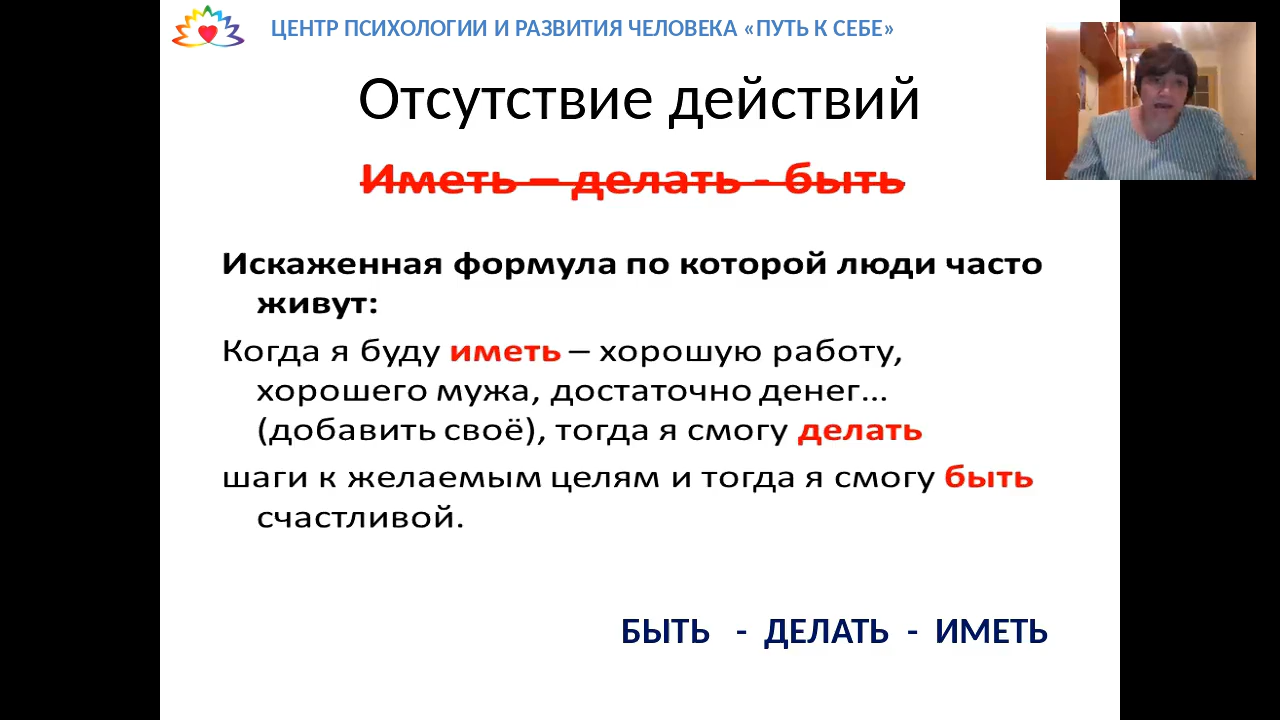 ЦЕНТР ПСИХОЛОГИИ И РАЗВИТИЯ ЧЕЛОВЕКА «ПУТЬ К СЕБЕ»
Отсутствие действий
Иметь – делать - быть
Искаженная формула по которой люди часто
живут:
Когда я буду иметь – хорошую работу,
хорошего мужа, достаточно денег...
(добавить своё), тогда я смогу делать
шаги к желаемым целям и тогда я смогу быть
счастливой.
БЫТЬ - ДЕЛАТЬ - ИМЕТЬ